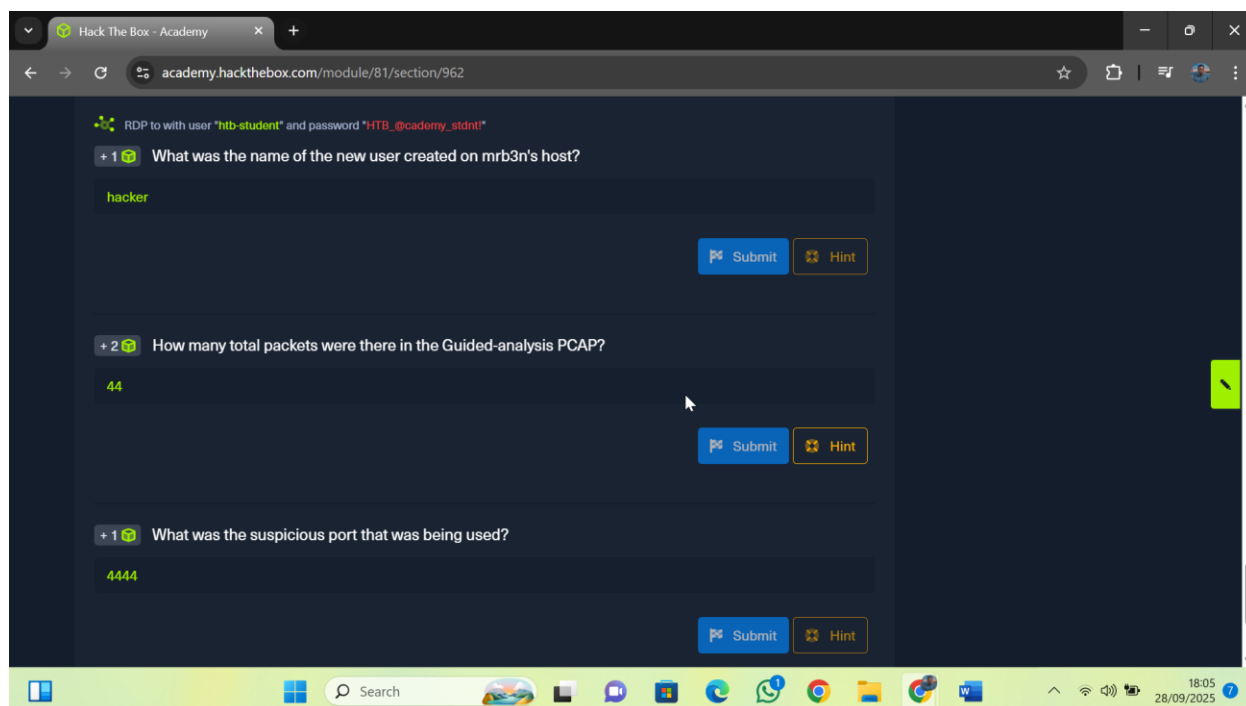 Hack The Box - Academy
academy.hackthebox.com/module/81/section/962
RDP to with user "htb-student" and password "HTB_@cademy_stdnt!"
+ 1 What was the name of the new user created on mrb3n's host?
hacker
Submit Hint
+ 2 How many total packets were there in the Guided-analysis PCAP?
44
Submit Hint
+ 1 What was the suspicious port that was being used?
4444
Submit Hint
Search
1
W
18:05
28/09/2025
7